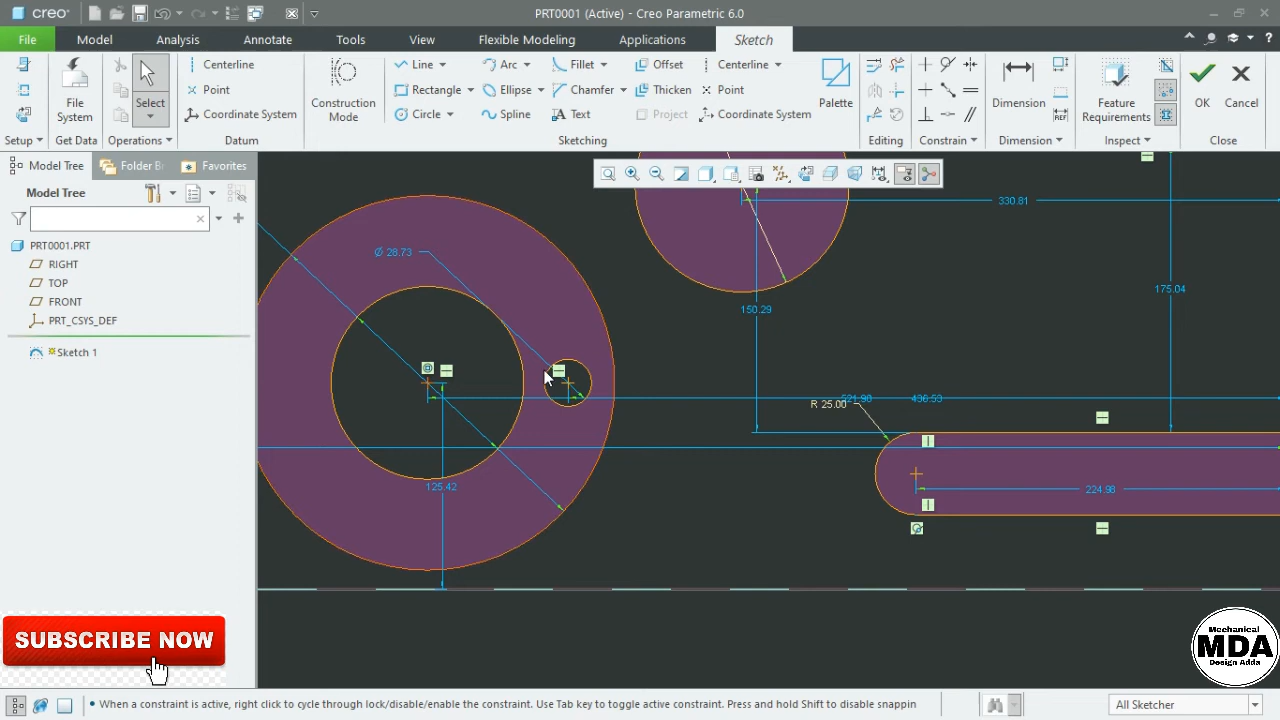 creo
PRT0001 (Active) - Creo Parametric 6.0
File Model Analysis Annotate Tools View Flexible Modeling Applications Sketch
Centerline Line Arc Fillet Offset Centerline
Point Rectangle Ellipse Chamfer Thicken Point
Coordinate System Circle Spline Text Project Coordinate System
File System
Select
Construction Mode
Palette
Dimension
Feature Requirements
OK Cancel
Setup Get Data Operations Datum Sketching Editing Constrain Dimension Inspect Close
Model Tree Folder B Favorites
Model Tree
PRT0001.PRT
RIGHT
TOP
FRONT
PRT_CSYS_DEF
Sketch 1
330.81
Ø 28.73
175.04
150.29
R 25.00
125.42
224.98
SUBSCRIBE NOW
Mechanical
MDA
Design Adda
• When a constraint is active, right click to cycle through lock/disable/enable the constraint. Use Tab key to toggle active constraint. Press and hold Shift to disable snappin
All Sketcher